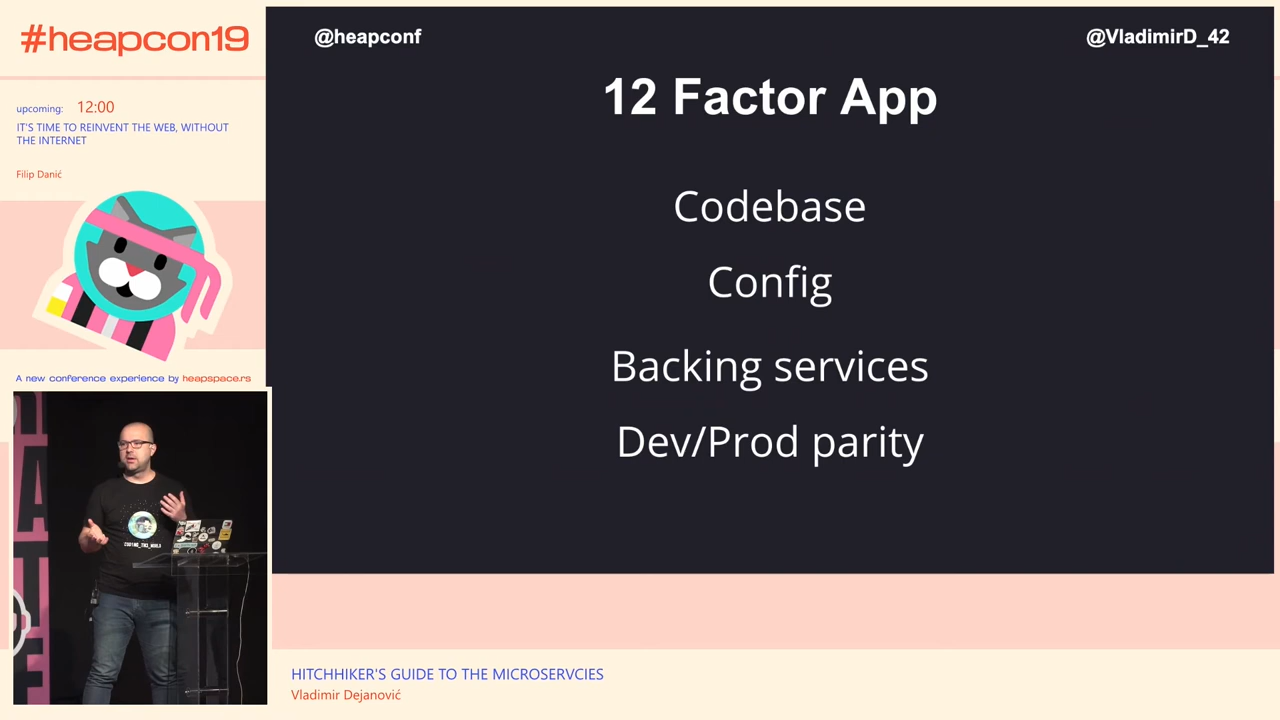 #heapcon19
upcoming: 12:00
IT'S TIME TO REINVENT THE WEB, WITHOUT
THE INTERNET
Filip Danić
A new conference experience by heapspace.rs
@heapconf
@VladimirD_42
12 Factor App
Codebase
Config
Backing services
Dev/Prod parity
HITCHHIKER'S GUIDE TO THE MICROSERVCIES
Vladimir Dejanović